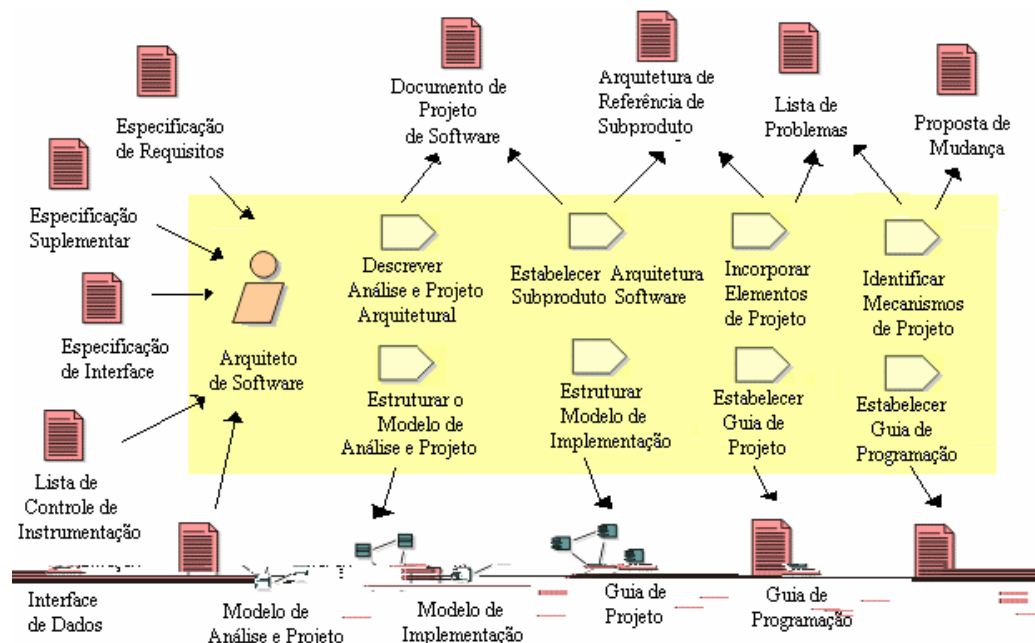 Especificação
de Requisitos
Documento de
Projeto
de Software
Arquitetura de
Referência de
Subproduto
Lista de
Problemas
Proposta de
Mudança
Especificação
Suplementar
Especificação
de Interface
Lista de
Controle de
Instrumentação
Arquiteto
de Software
Descrever
Análise e Projeto
Arquitetural
Estabelecer Arquitetura
Subproduto Software
Incorporar
Elementos
de Projeto
Identificar
Mecanismos
de Projeto
Estruturar o
Modelo de
Análise e Projeto
Estruturar
Modelo de
Implementação
Estabelecer
Guia de
Projeto
Estabelecer
Guia de
Programação
Interface
de Dados
Modelo de
Análise e Projeto
Modelo de
Implementação
Guia de
Projeto
Guia de
Programação